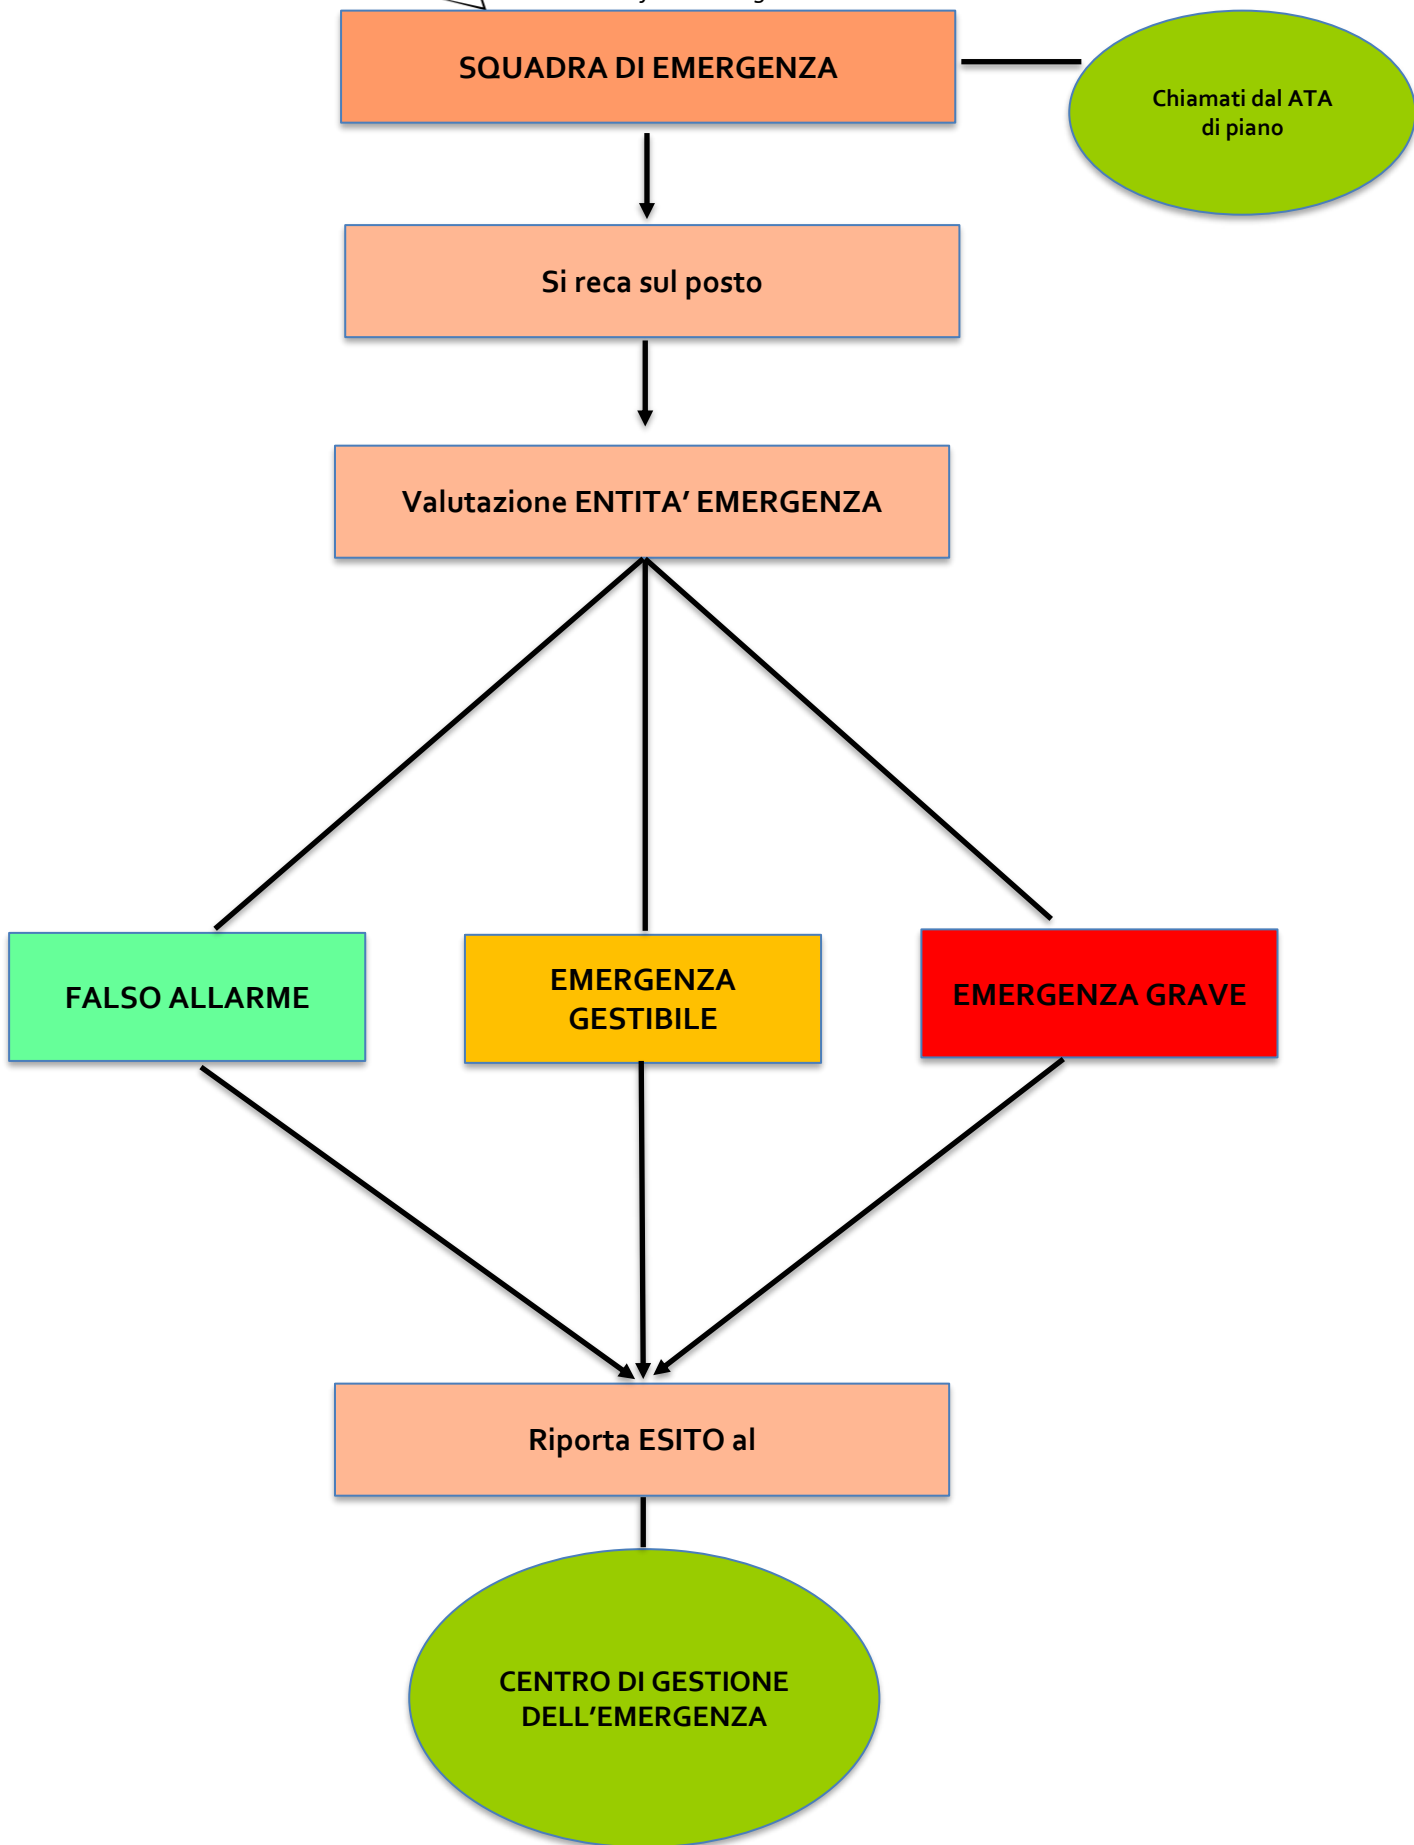 SQUADRA DI EMERGENZA
Chiamati dal ATA
di piano
Si reca sul posto
Valutazione ENTITA’ EMERGENZA
FALSO ALLARME
EMERGENZA
GESTIBILE
EMERGENZA GRAVE
Riporta ESITO al
CENTRO DI GESTIONE
DELL’EMERGENZA